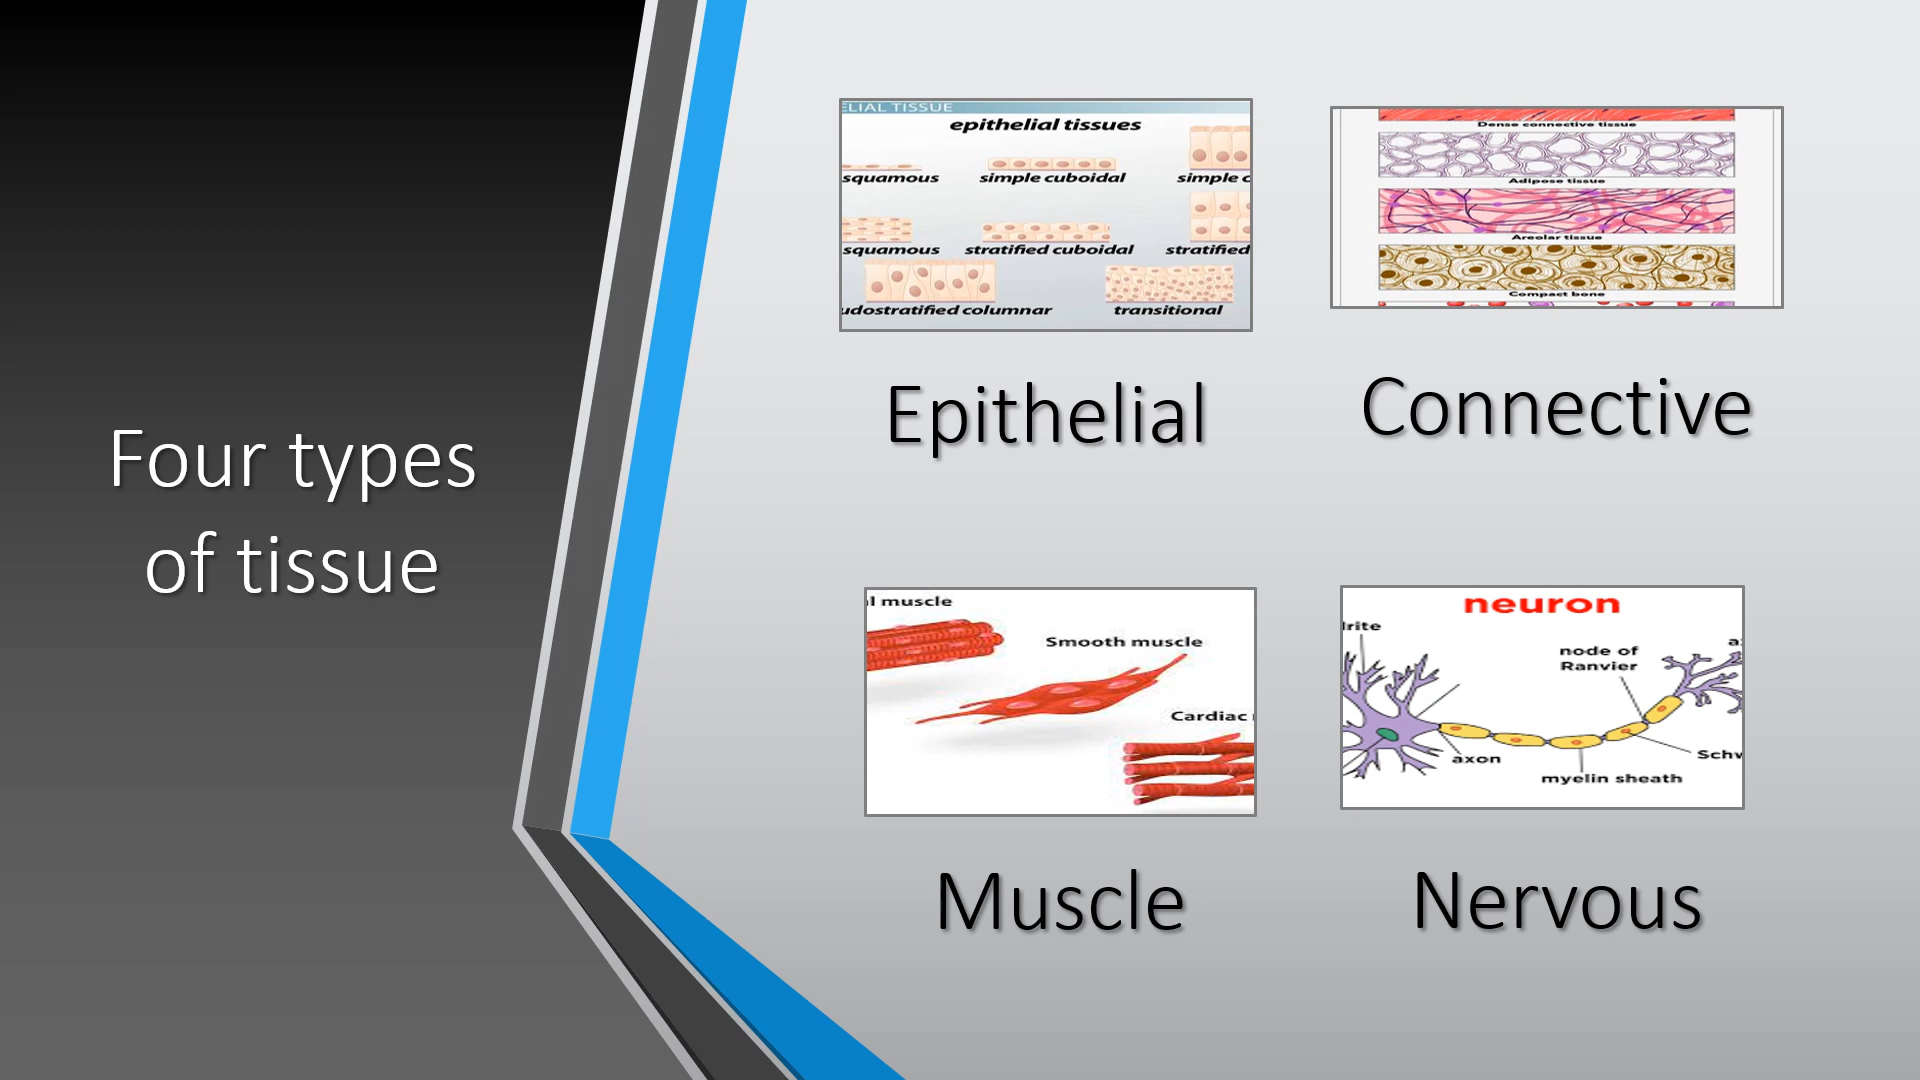 Four types
of tissue
ELIAL TISSUE
epithelial tissues
squamous simple cuboidal simple c
squamous stratified cuboidal stratified
udostratified columnar transitional
Epithelial
Dense connective tissue
Adipose tissue
Areolar tissue
Compact bone
Connective
l muscle
Smooth muscle
Cardiac
Muscle
neuron
drite
node of
Ranvier
axon
Schw
myelin sheath
Nervous